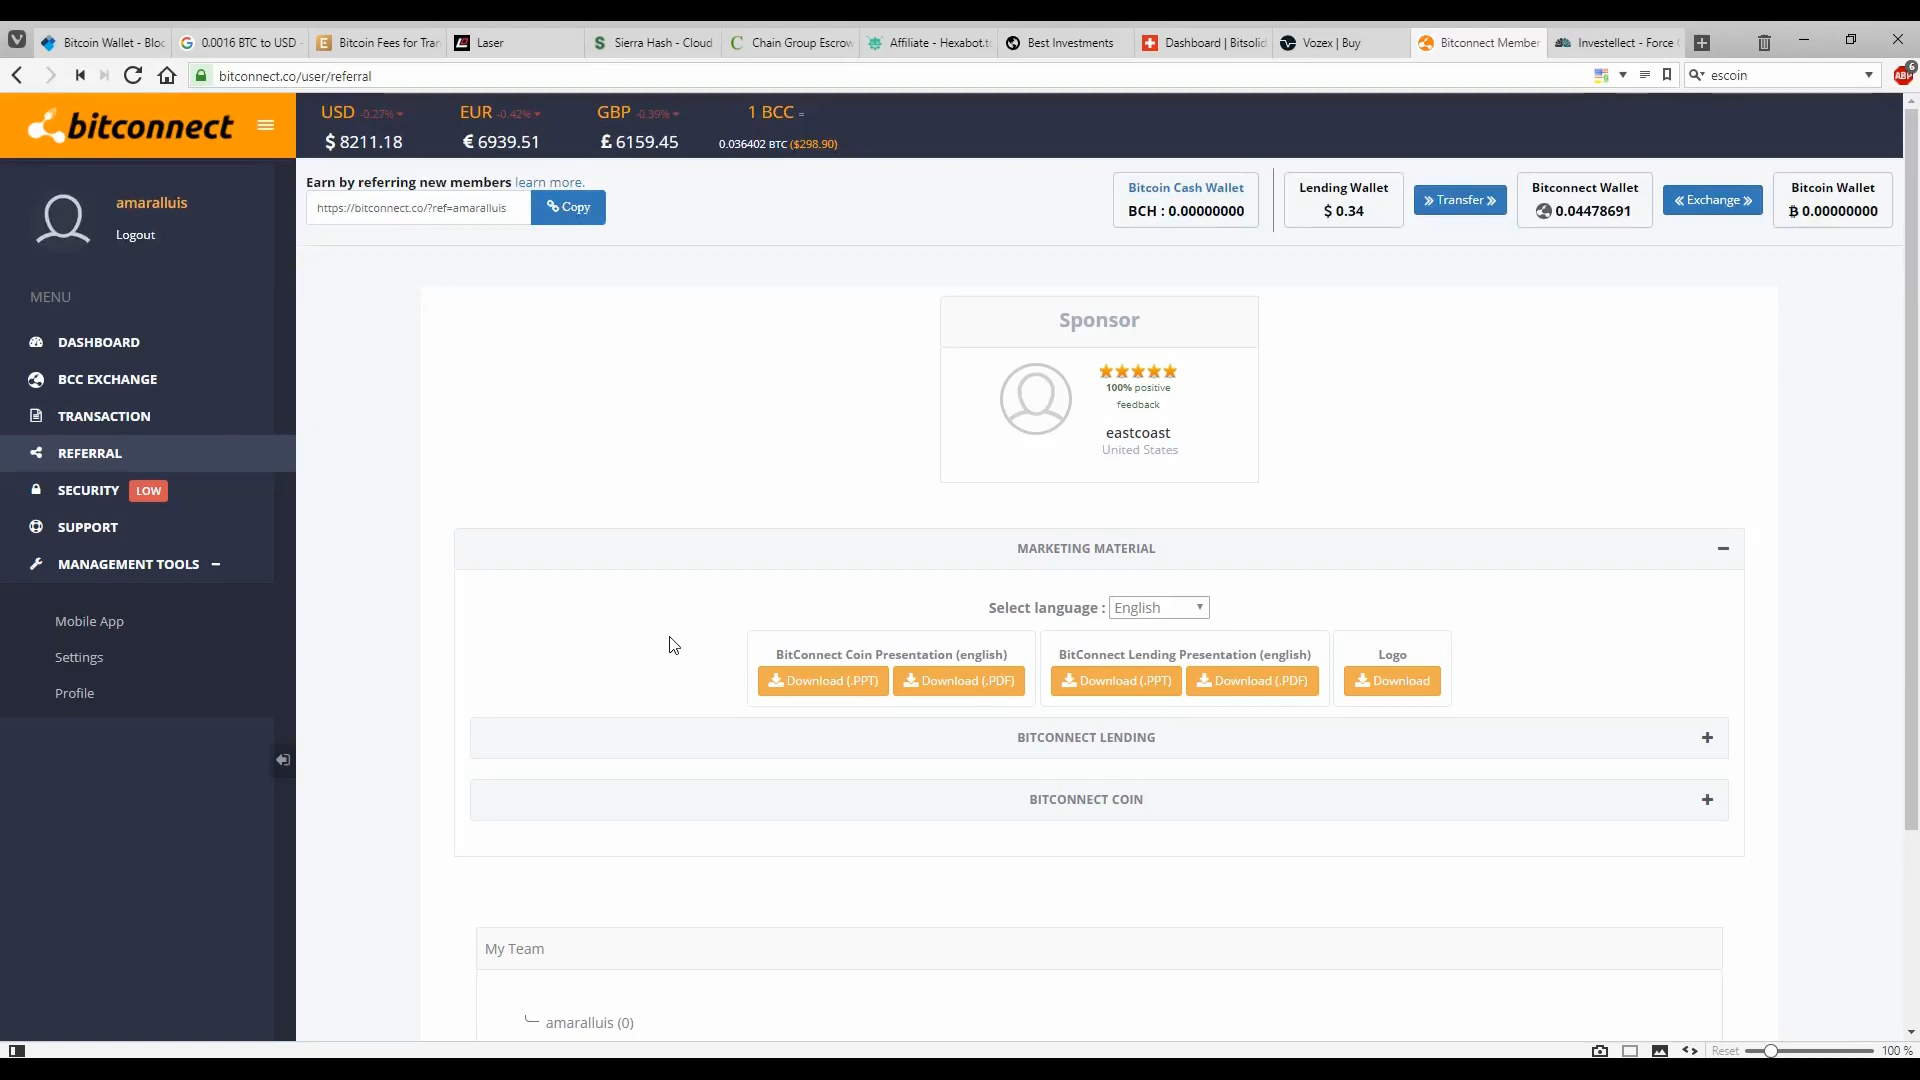 Bitcoin Wallet - Bloc
0.0016 BTC to USD -
Bitcoin Fees for Tran
Laser
Sierra Hash - Cloud
Chain Group Escrow
Affiliate - Hexabot.to
Best Investments
Dashboard | Bitsolid
Vozex | Buy
Bitconnect Member
Investellect - Force
bitconnect.co/user/referral
escoin
ABP
6
bitconnect
USD -0.27%
$ 8211.18
EUR -0.42%
€ 6939.51
GBP -0.39%
£ 6159.45
1 BCC =
0.036402 BTC ($298.90)
amaralluis
Logout
Earn by referring new members learn more.
https://bitconnect.co/?ref=amaralluis
Copy
Bitcoin Cash Wallet
BCH : 0.00000000
Lending Wallet
$ 0.34
Transfer
Bitconnect Wallet
0.04478691
Exchange
Bitcoin Wallet
0.00000000
MENU
DASHBOARD
BCC EXCHANGE
TRANSACTION
REFERRAL
SECURITY LOW
SUPPORT
MANAGEMENT TOOLS
Mobile App
Settings
Profile
Sponsor
100% positive
feedback
eastcoast
United States
MARKETING MATERIAL
Select language : English
BitConnect Coin Presentation (english)
Download (.PPT)
Download (.PDF)
BitConnect Lending Presentation (english)
Download (.PPT)
Download (.PDF)
Logo
Download
BITCONNECT LENDING
BITCONNECT COIN
My Team
amaralluis (0)
Reset
100 %